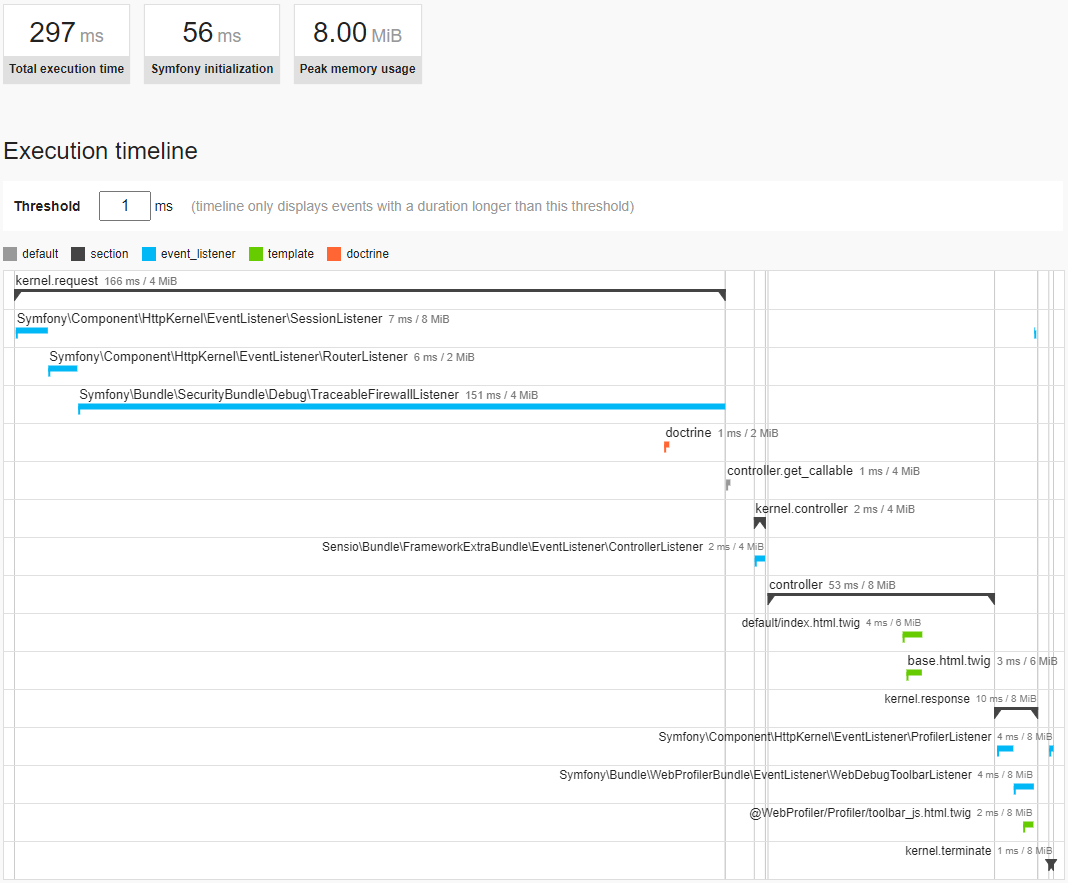 297 ms 56 ms 8.00 MiB
Total execution time Symfony initialization Peak memory usage
Execution timeline
Threshold 1 ms (timeline only displays events with a duration longer than this threshold)
default section event_listener template doctrine
kernel.request 166 ms / 4 MiB
Symfony\Component\HttpKernel\EventListener\SessionListener 7 ms / 8 MiB
Symfony\Component\HttpKernel\EventListener\RouterListener 6 ms / 2 MiB
Symfony\Bundle\SecurityBundle\Debug\TraceableFirewallListener 151 ms / 4 MiB
doctrine 1 ms / 2 MiB
controller.get_callable 1 ms / 4 MiB
kernel.controller 2 ms / 4 MiB
Sensio\Bundle\FrameworkExtraBundle\EventListener\ControllerListener 2 ms / 4 MiB
controller 53 ms / 8 MiB
default/index.html.twig 4 ms / 6 MiB
base.html.twig 3 ms / 6 MiB
kernel.response 10 ms / 8 MiB
Symfony\Component\HttpKernel\EventListener\ProfilerListener 4 ms / 8 MiB
Symfony\Bundle\WebProfilerBundle\EventListener\WebDebugToolbarListener 4 ms / 8 MiB
@WebProfiler/Profiler/toolbar_js.html.twig 2 ms / 8 MiB
kernel.terminate 1 ms / 8 MiB